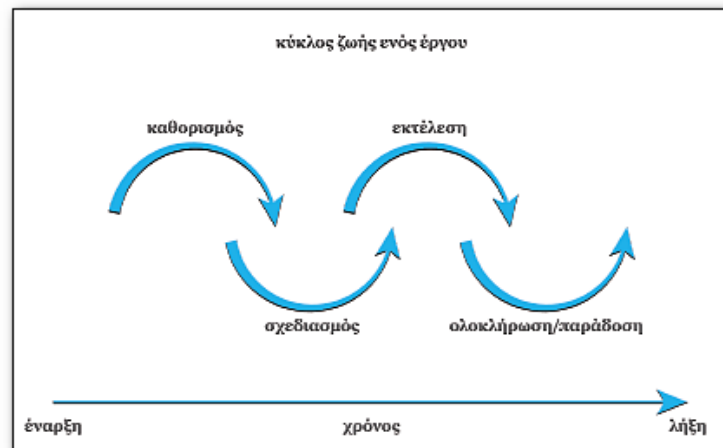 κύκλος ζωής ενός έργου
καθορισμός
εκτέλεση
σχεδιασμός
ολοκλήρωση/παράδοση
έναρξη
χρόνος
λήξη